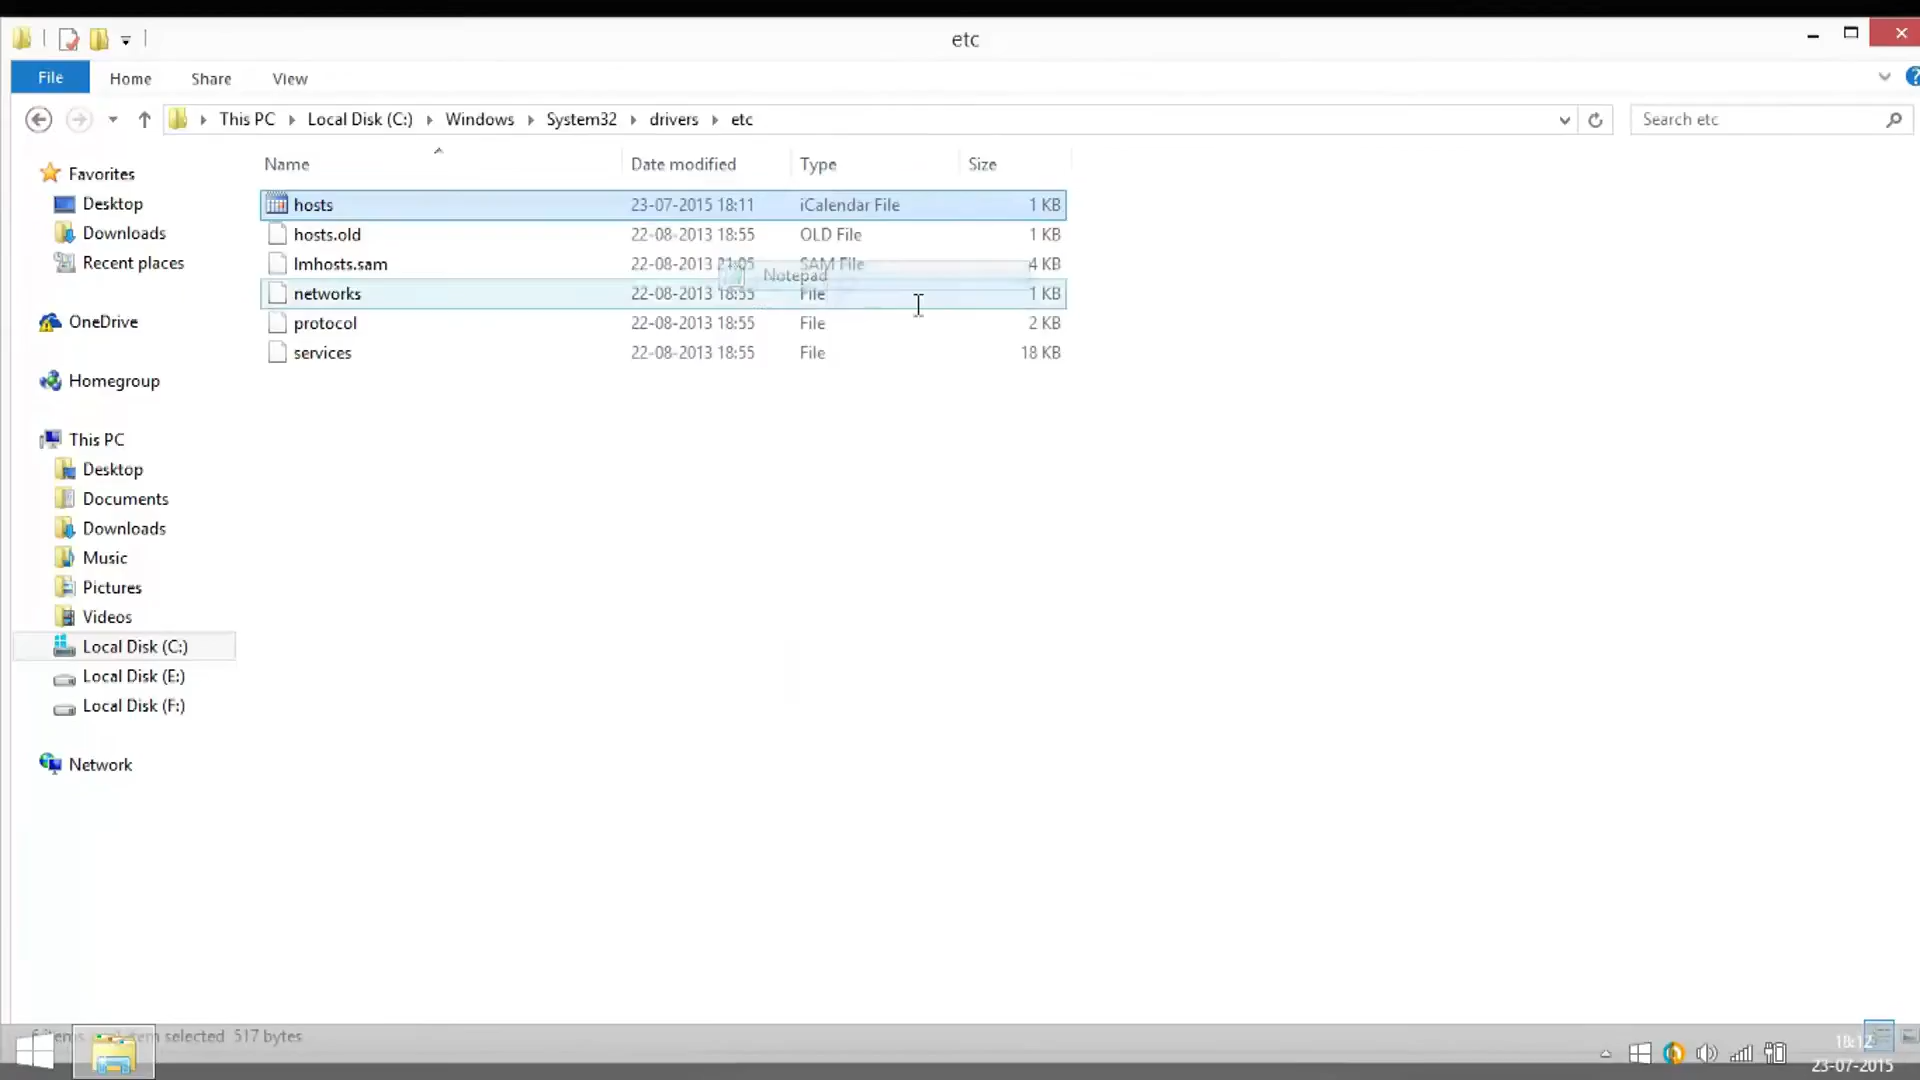 etc
File Home Share View
This PC Local Disk (C:) Windows System32 drivers etc
Search etc
Name Date modified Type Size
hosts 23-07-2015 18:11 iCalendar File 1 KB
hosts.old 22-08-2013 18:55 OLD File 1 KB
lmhosts.sam 22-08-2013 21:05 SAM File 4 KB
Notepad
networks 22-08-2013 18:55 File 1 KB
protocol 22-08-2013 18:55 File 2 KB
services 22-08-2013 18:55 File 18 KB
Favorites
Desktop
Downloads
Recent places
OneDrive
Homegroup
This PC
Desktop
Documents
Downloads
Music
Pictures
Videos
Local Disk (C:)
Local Disk (E:)
Local Disk (F:)
Network
selected 517 bytes
18:12
23-07-2015